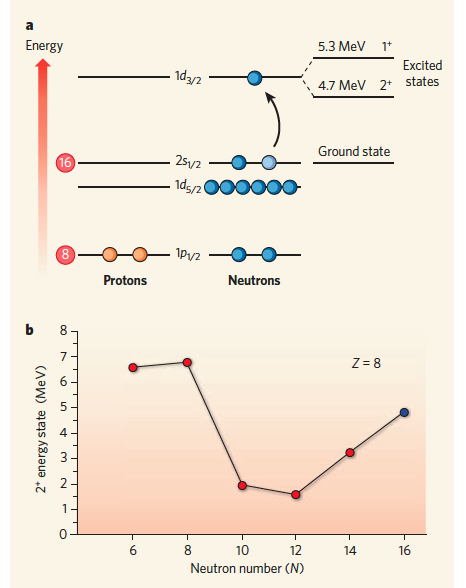 a
Energy
5.3 MeV 1⁺
Excited
states
1d₃/₂
4.7 MeV 2⁺
Ground state
16
2s₁/₂
1d₅/₂
8
1p₁/₂
Protons
Neutrons
b
8
7
6
5
4
3
2
1
0
2⁺ energy state (MeV)
Z = 8
6
8
10
12
14
16
Neutron number (N)